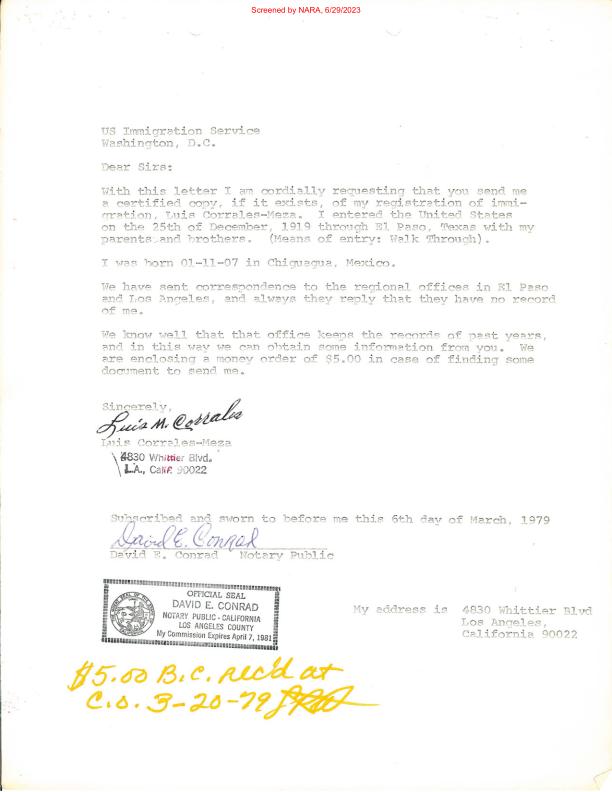 Screened by NARA, 6/29/2023
US Immigration Service
Washington, D.C.
Dear Sirs:
With this letter I am cordially requesting that you send me
a certified copy, if it exists, of my registration of immi-
gration, Luis Corrales-Meza.  I entered the United States
on the 25th of December, 1919 through El Paso, Texas with my
parents and brothers.  (Means of entry: Walk Through).
I was born 01-11-07 in Chiguagua, Mexico.
We have sent correspondence to the regional offices in El Paso
and Los Angeles, and always they reply that they have no record
of me.
We know well that that office keeps the records of past years,
and in this way we can obtain some information from you.  We
are enclosing a money order of $5.00 in case of finding some
document to send me.
Sincerely,
Luis M. Corrales
Luis Corrales-Meza
4830 Whittier Blvd.
L.A., Calif. 90022
Subscribed and sworn to before me this 6th day of March, 1979
David E. Conrad
David E. Conrad   Notary Public
OFFICIAL SEAL
DAVID E. CONRAD
NOTARY PUBLIC - CALIFORNIA
LOS ANGELES COUNTY
My Commission Expires April 7, 1981
My address is  4830 Whittier Blvd
Los Angeles,
California 90022
$5.00 B.C. rec'd at
C.O. 3-20-79